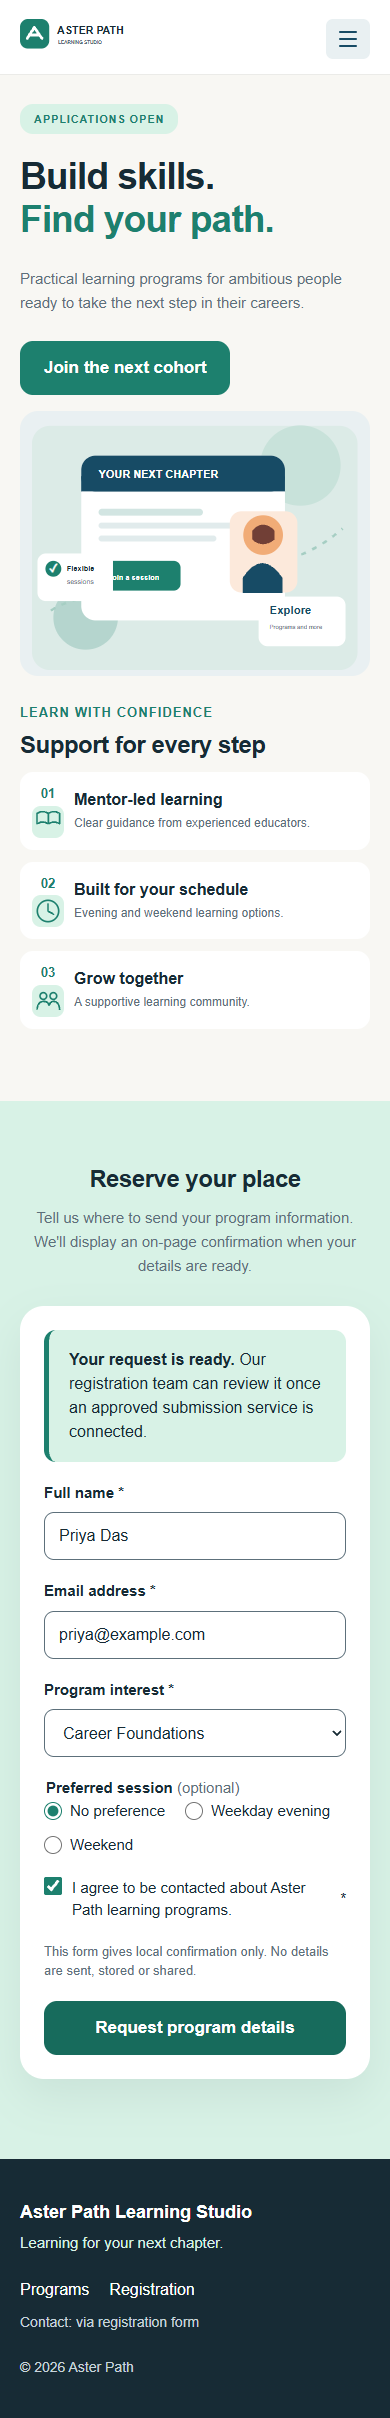 ASTER PATH
LEARNING STUDIO
APPLICATIONS OPEN
Build skills.
Find your path.
Practical learning programs for ambitious people
ready to take the next step in their careers.
Join the next cohort
YOUR NEXT CHAPTER
Flexible
sessions
oin a session
Explore
Programs and more
LEARN WITH CONFIDENCE
Support for every step
01
Mentor-led learning
Clear guidance from experienced educators.
02
Built for your schedule
Evening and weekend learning options.
03
Grow together
A supportive learning community.
Reserve your place
Tell us where to send your program information.
We'll display an on-page confirmation when your
details are ready.
Your request is ready. Our
registration team can review it once
an approved submission service is
connected.
Full name *
Priya Das
Email address *
priya@example.com
Program interest *
Career Foundations
Preferred session (optional)
No preference Weekday evening
Weekend
I agree to be contacted about Aster *
Path learning programs.
This form gives local confirmation only. No details
are sent, stored or shared.
Request program details
Aster Path Learning Studio
Learning for your next chapter.
Programs Registration
Contact: via registration form
© 2026 Aster Path